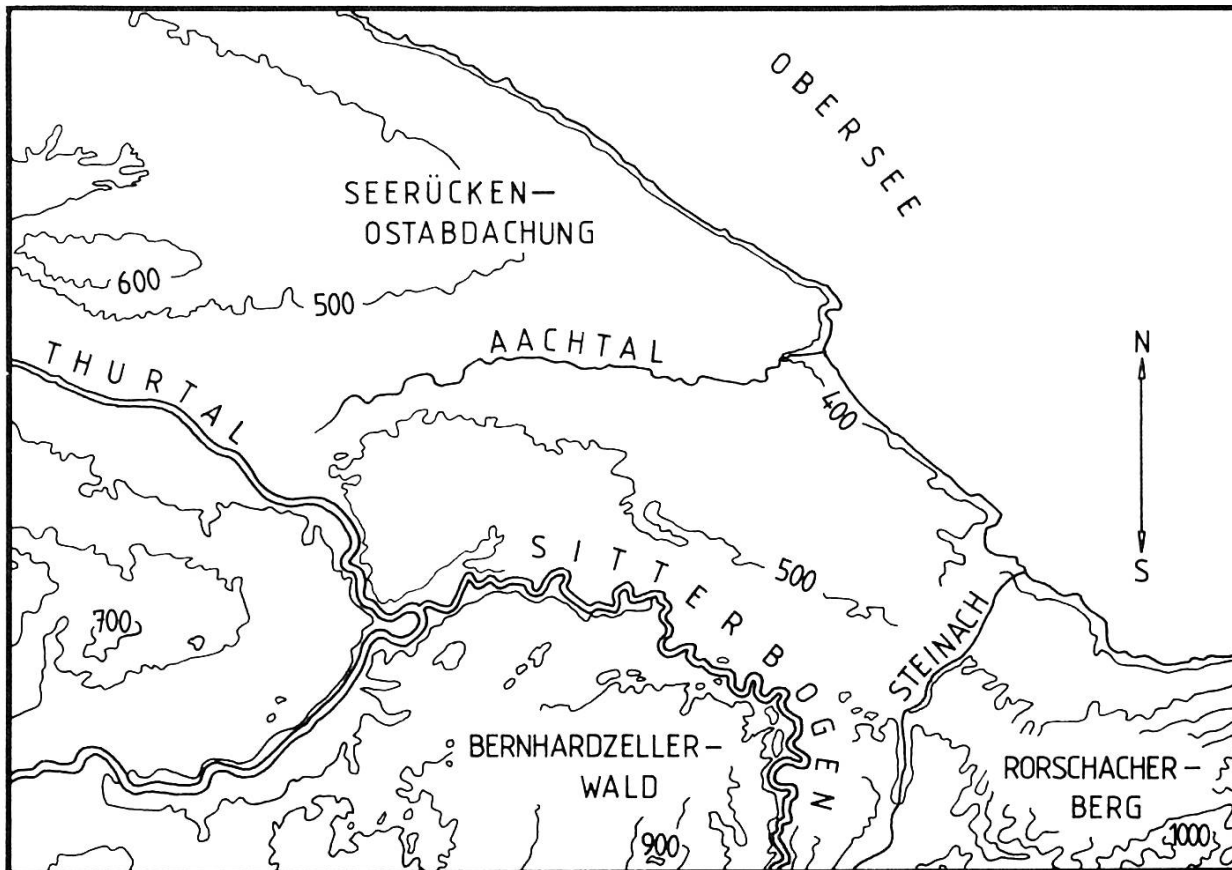 OBERSEE
SEERÜCKEN—
OSTABDACHUNG
600
500
THURTAL
AACHTAL
N
400
S
SITTERBOGEN
500
700
STEINACH
BERNHARDZELLER—
WALD
RORSCHACHER—
BERG
900
1000